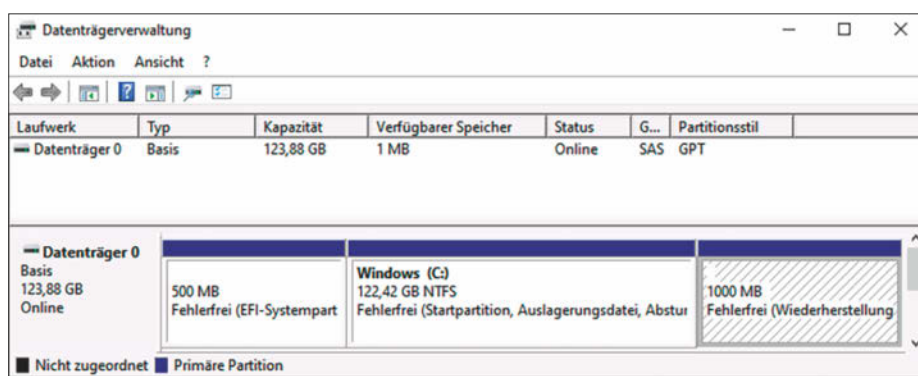 Datenträgerverwaltung
Datei Aktion Ansicht ?
Laufwerk Typ Kapazität Verfügbarer Speicher Status G... Partitionsstil
Datenträger 0 Basis 123,88 GB 1 MB Online SAS GPT
Datenträger 0
Basis
123,88 GB
Online
500 MB
Fehlerfrei (EFI-Systempart
Windows (C:)
122,42 GB NTFS
Fehlerfrei (Startpartition, Auslagerungsdatei, Abstur
1000 MB
Fehlerfrei (Wiederherstellung
Nicht zugeordnet Primäre Partition